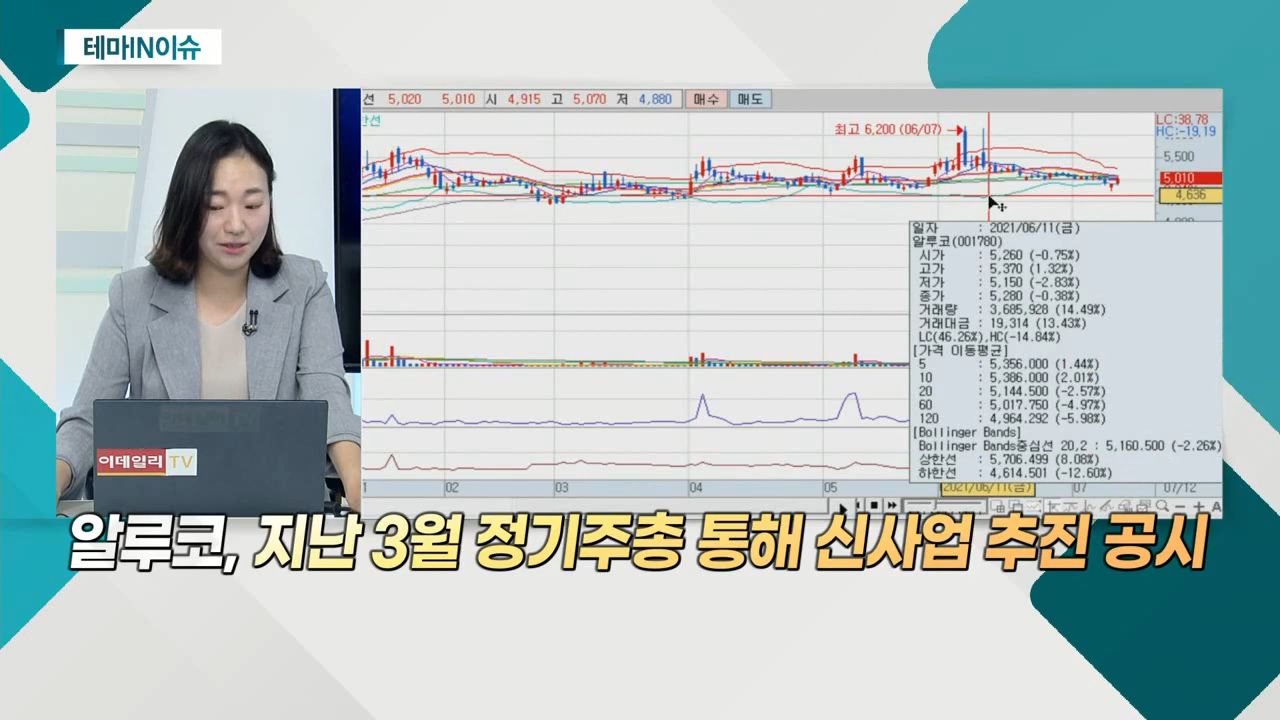 테마IN이슈
선 5,020 5,010 시 4,915 고 5,070 저 4,880 매수 매도
한선
최고 6,200 (06/07)
LC:38.78
HC:-19.19
5,500
5,010
4,636
일자 : 2021/06/11(금)
알루코(001780)
시가 : 5,260 (-0.75%)
고가 : 5,370 (1.32%)
저가 : 5,150 (-2.83%)
종가 : 5,280 (-0.38%)
거래량 : 3,685,928 (14.49%)
거래대금 : 19,314 (13.43%)
LC(46.26%),HC(-14.84%)
[가격 이동평균]
5 : 5,356.000 (1.44%)
10 : 5,386.000 (2.01%)
20 : 5,144.500 (-2.57%)
60 : 5,017.750 (-4.97%)
120 : 4,964.292 (-5.98%)
[Bollinger Bands]
Bollinger Bands중심선 20,2 : 5,160.500 (-2.26%)
상한선 : 5,706.499 (8.08%)
하한선 : 4,614.501 (-12.60%)
02 03 04 05 2021/06/11(금) 07 07/12
이데일리 TV
알루코, 지난 3월 정기주총 통해 신사업 추진 공시